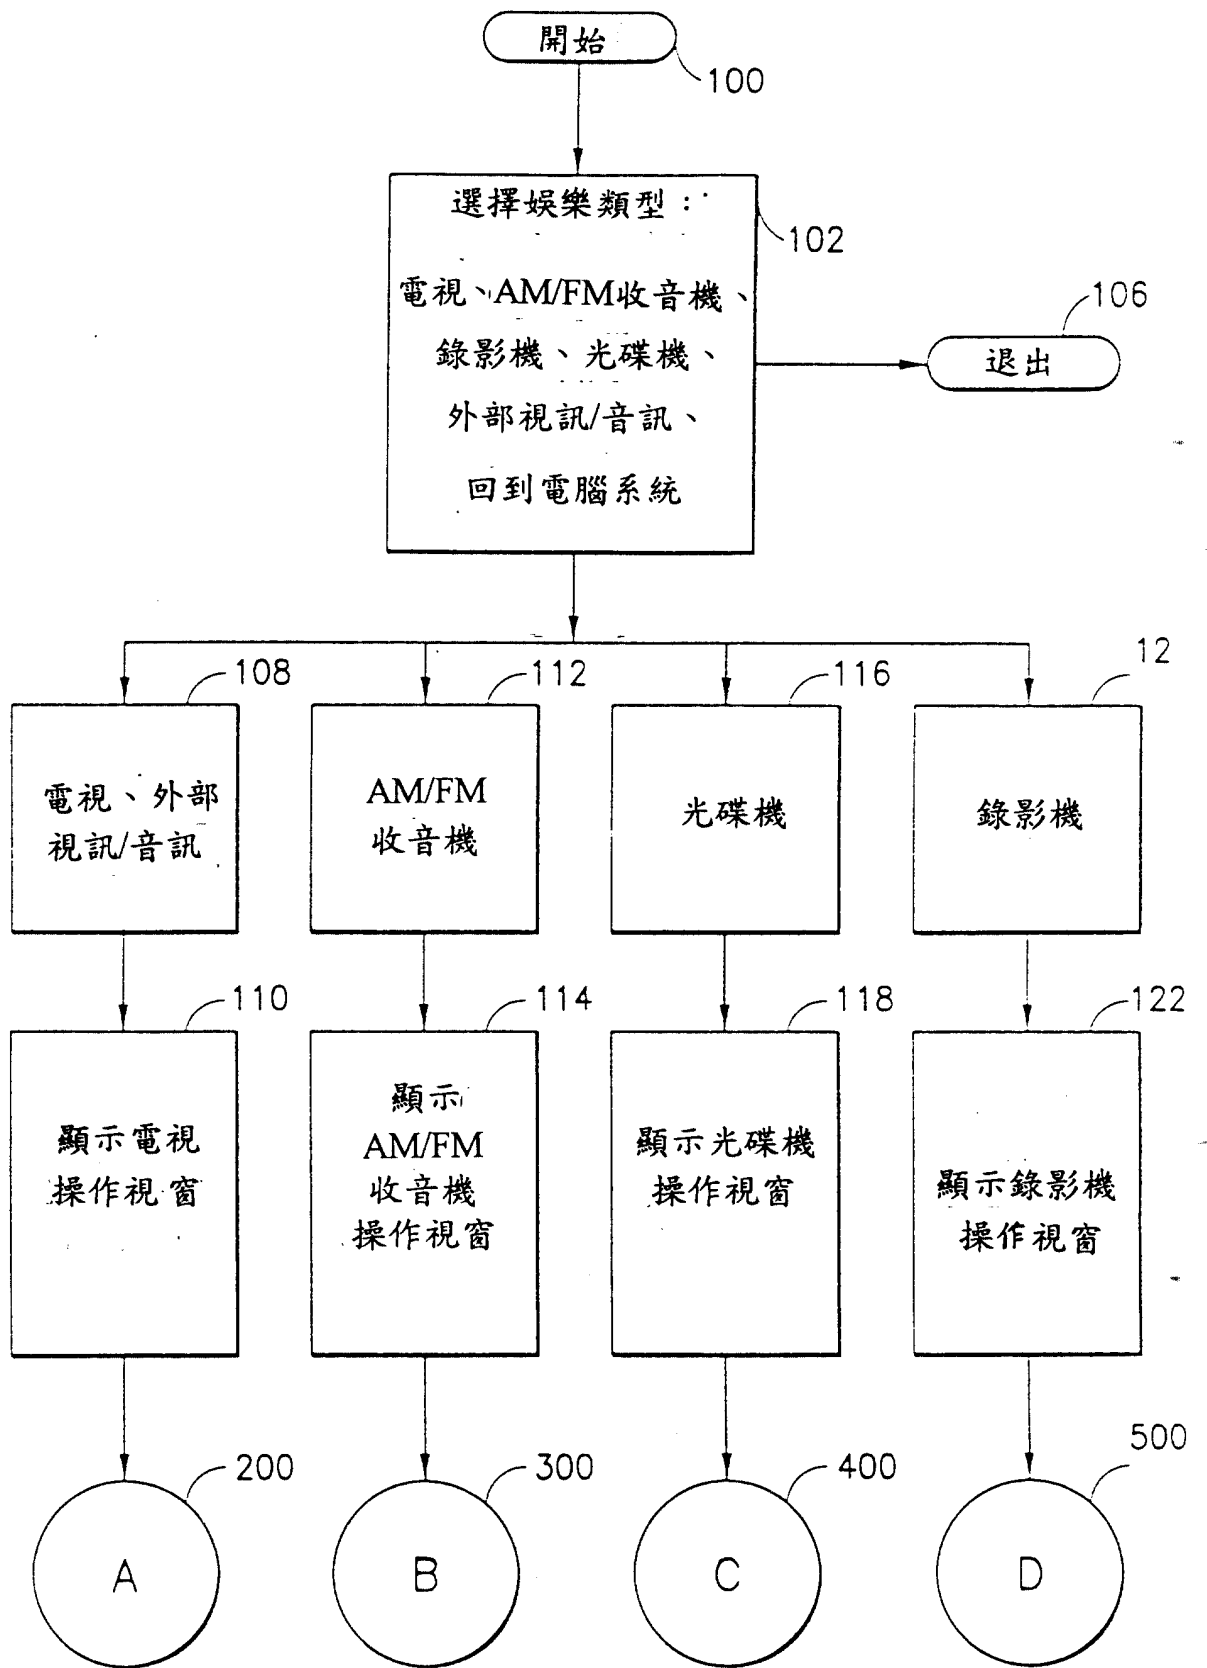 開始
100
選擇娛樂類型：
102
電視、AM/FM收音機、
錄影機、光碟機、
外部視訊/音訊、
回到電腦系統
106
退出
108
112
116
12
電視、外部
視訊/音訊
AM/FM
收音機
光碟機
錄影機
110
114
118
122
顯示電視
操作視窗
顯示
AM/FM
收音機
操作視窗
顯示光碟機
操作視窗
顯示錄影機
操作視窗
200
300
400
500
A
B
C
D